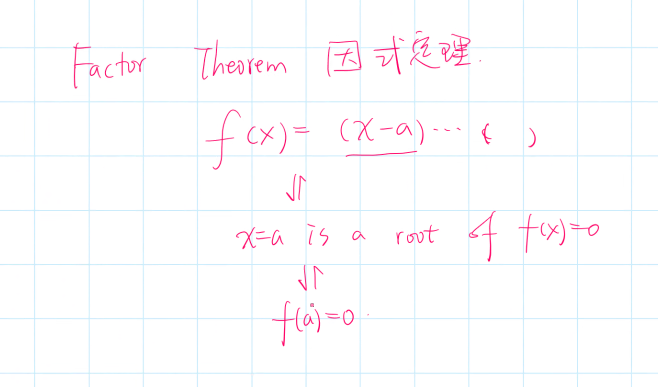 Factor Theorem 因式定理.
f(x)= (x-a)⋯( )
⇵
x=a is a root of f(x)=0
⇵
f(a)=0